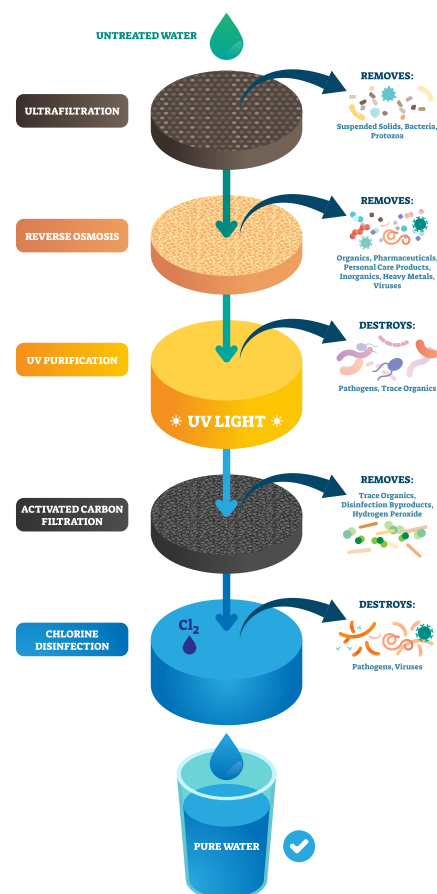 UNTREATED WATER
REMOVES:
ULTRAFILTRATION
Suspended Solids, Bacteria,
Protozoa
REMOVES:
REVERSE OSMOSIS
Organics, Pharmaceuticals,
Personal Care Products,
Inorganics, Heavy Metals,
Viruses
DESTROYS:
UV PURIFICATION
Pathogens, Trace Organics
UV LIGHT
REMOVES:
Trace Organics,
Disinfection Byproducts,
Hydrogen Peroxide
ACTIVATED CARBON
FILTRATION
DESTROYS:
Cl₂
CHLORINE
DISINFECTION
Pathogens, Viruses
PURE WATER